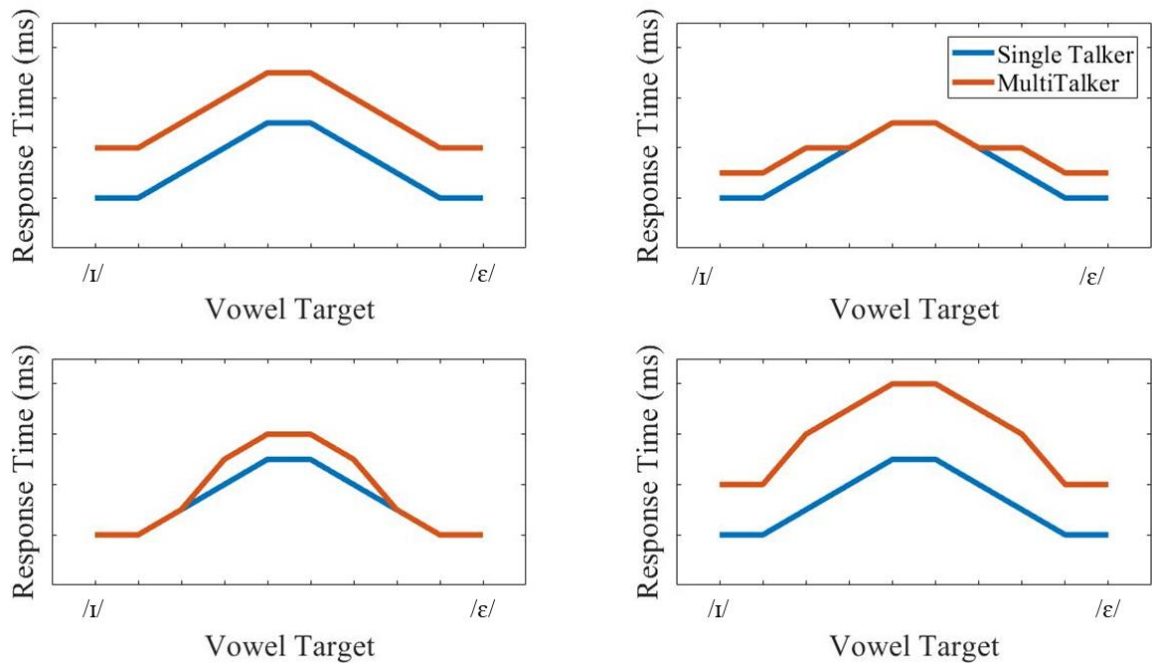 Response Time (ms)
/ɪ/ /ɛ/
Vowel Target
Response Time (ms)
Single Talker
MultiTalker
/ɪ/ /ɛ/
Vowel Target
Response Time (ms)
/ɪ/ /ɛ/
Vowel Target
Response Time (ms)
/ɪ/ /ɛ/
Vowel Target